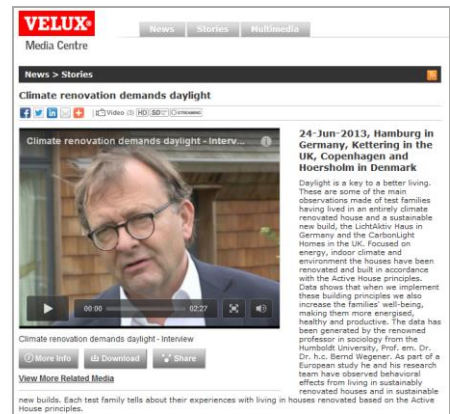 VELUX®
News Stories Multimedia
Media Centre
News > Stories
Climate renovation demands daylight
Video (1) HD SD STREAMING
Climate renovation demands daylight - Interv...
00:00 02:27
24-Jun-2013, Hamburg in
Germany, Kettering in the
UK, Copenhagen and
Hoersholm in Denmark
Daylight is a key to a better living.
These are some of the main
observations made of test families
having lived in an entirely climate
renovated house and a sustainable
new build, the LichtAktiv Haus in
Germany and the CarbonLight
Homes in the UK. Focused on
energy, indoor climate and
environment the houses have been
renovated and built in accordance
with the Active House principles.
Data shows that when we implement
these building principles we also
increase the families' well-being,
making them more energised,
healthy and productive. The data has
been generated by the renowned
professor in sociology from the
Humboldt University, Prof. em. Dr.
Dr. h.c. Bernd Wegener. As part of a
European study he and his research
team have observed behavioral
effects from living in sustainably
renovated houses and in sustainable
new builds. Each test family tells about their experiences with living in houses renovated based on the Active
House principles.
Climate renovation demands daylight - Interview
More Info Download Share
View More Related Media